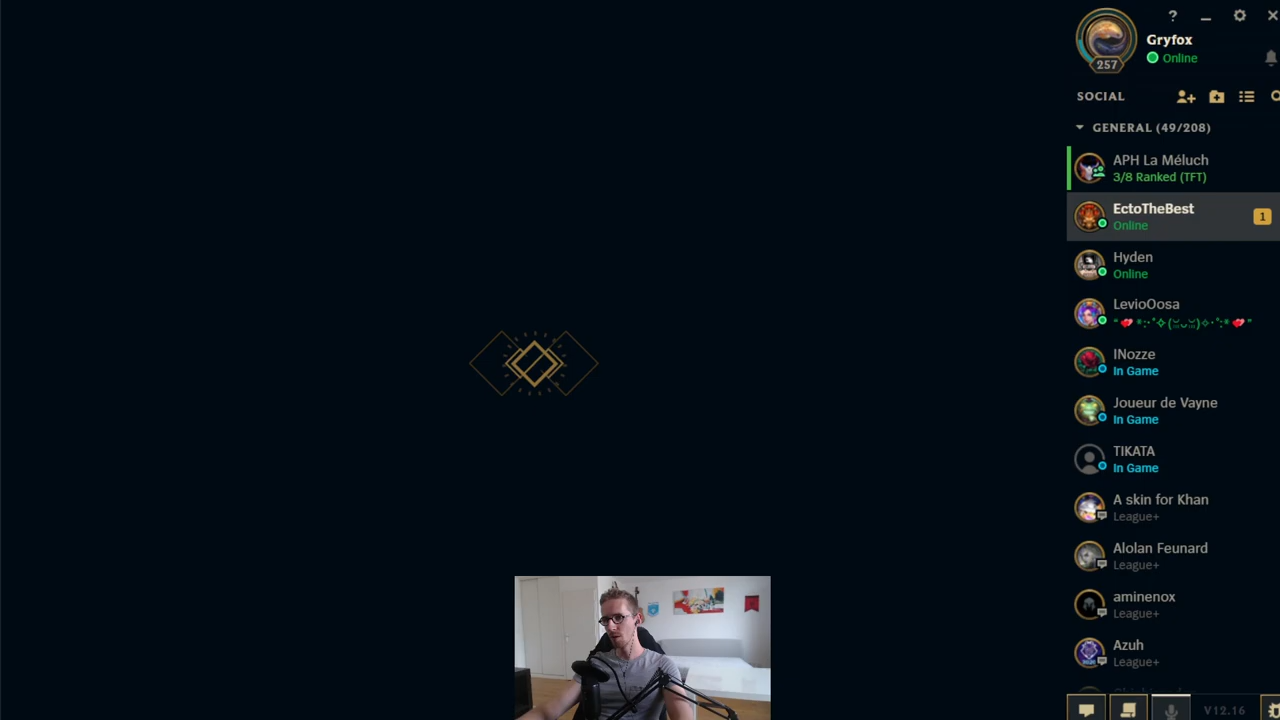 ?
Gryfox
Online
257
SOCIAL
GENERAL (49/208)
APH La Méluch
3/8 Ranked (TFT)
EctoTheBest
Online
1
Hyden
Online
LevioOosa
INozze
In Game
Joueur de Vayne
In Game
TIKATA
In Game
A skin for Khan
League+
Alolan Feunard
League+
aminenox
League+
Azuh
League+
V12.16